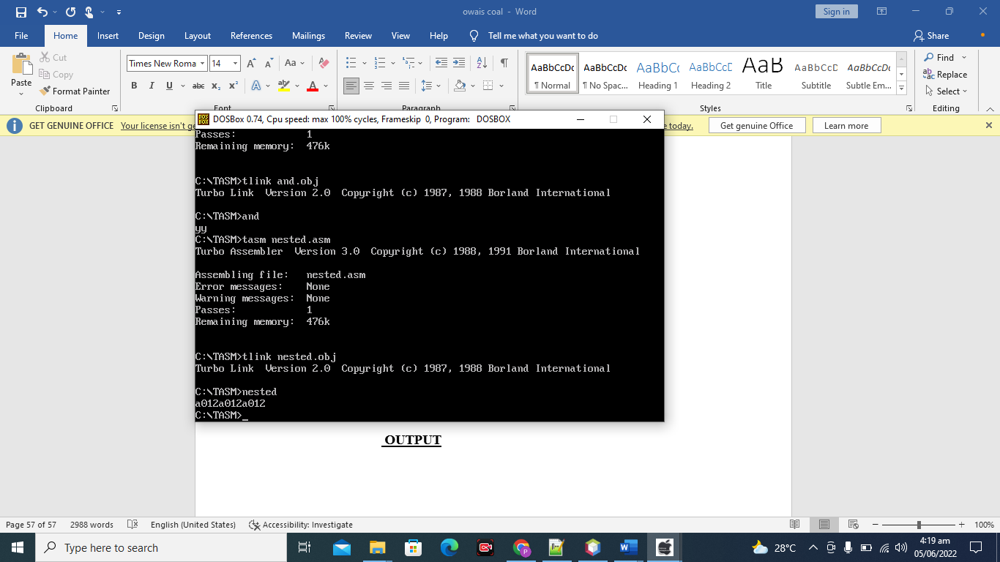 owais coal - Word
Sign in
File Home Insert Design Layout References Mailings Review View Help Tell me what you want to do Share
Paste
Cut
Copy
Format Painter
Clipboard
Times New Roma 14
Aa
B I U abc x₂ x²
Font
Paragraph
AaBbCcDc AaBbCcDc AaBbCc AaBbCcD AaB AaBbCcD AaBbCcDc
¶ Normal ¶ No Spac... Heading 1 Heading 2 Title Subtitle Subtle Em...
Styles
Find
Replace
Select
Editing
GET GENUINE OFFICE Your license isn't ge
e today. Get genuine Office Learn more
DOSBox 0.74, Cpu speed: max 100% cycles, Frameskip 0, Program: DOSBOX
Passes: 1
Remaining memory: 476k
C:\TASM>tlink and.obj
Turbo Link Version 2.0 Copyright (c) 1987, 1988 Borland International
C:\TASM>and
yy
C:\TASM>tasm nested.asm
Turbo Assembler Version 3.0 Copyright (c) 1988, 1991 Borland International
Assembling file: nested.asm
Error messages: None
Warning messages: None
Passes: 1
Remaining memory: 476k
C:\TASM>tlink nested.obj
Turbo Link Version 2.0 Copyright (c) 1987, 1988 Borland International
C:\TASM>nested
a012a012a012
C:\TASM>_
OUTPUT
Page 57 of 57 2988 words English (United States) Accessibility: Investigate 100%
Type here to search
28°C
4:19 am
05/06/2022